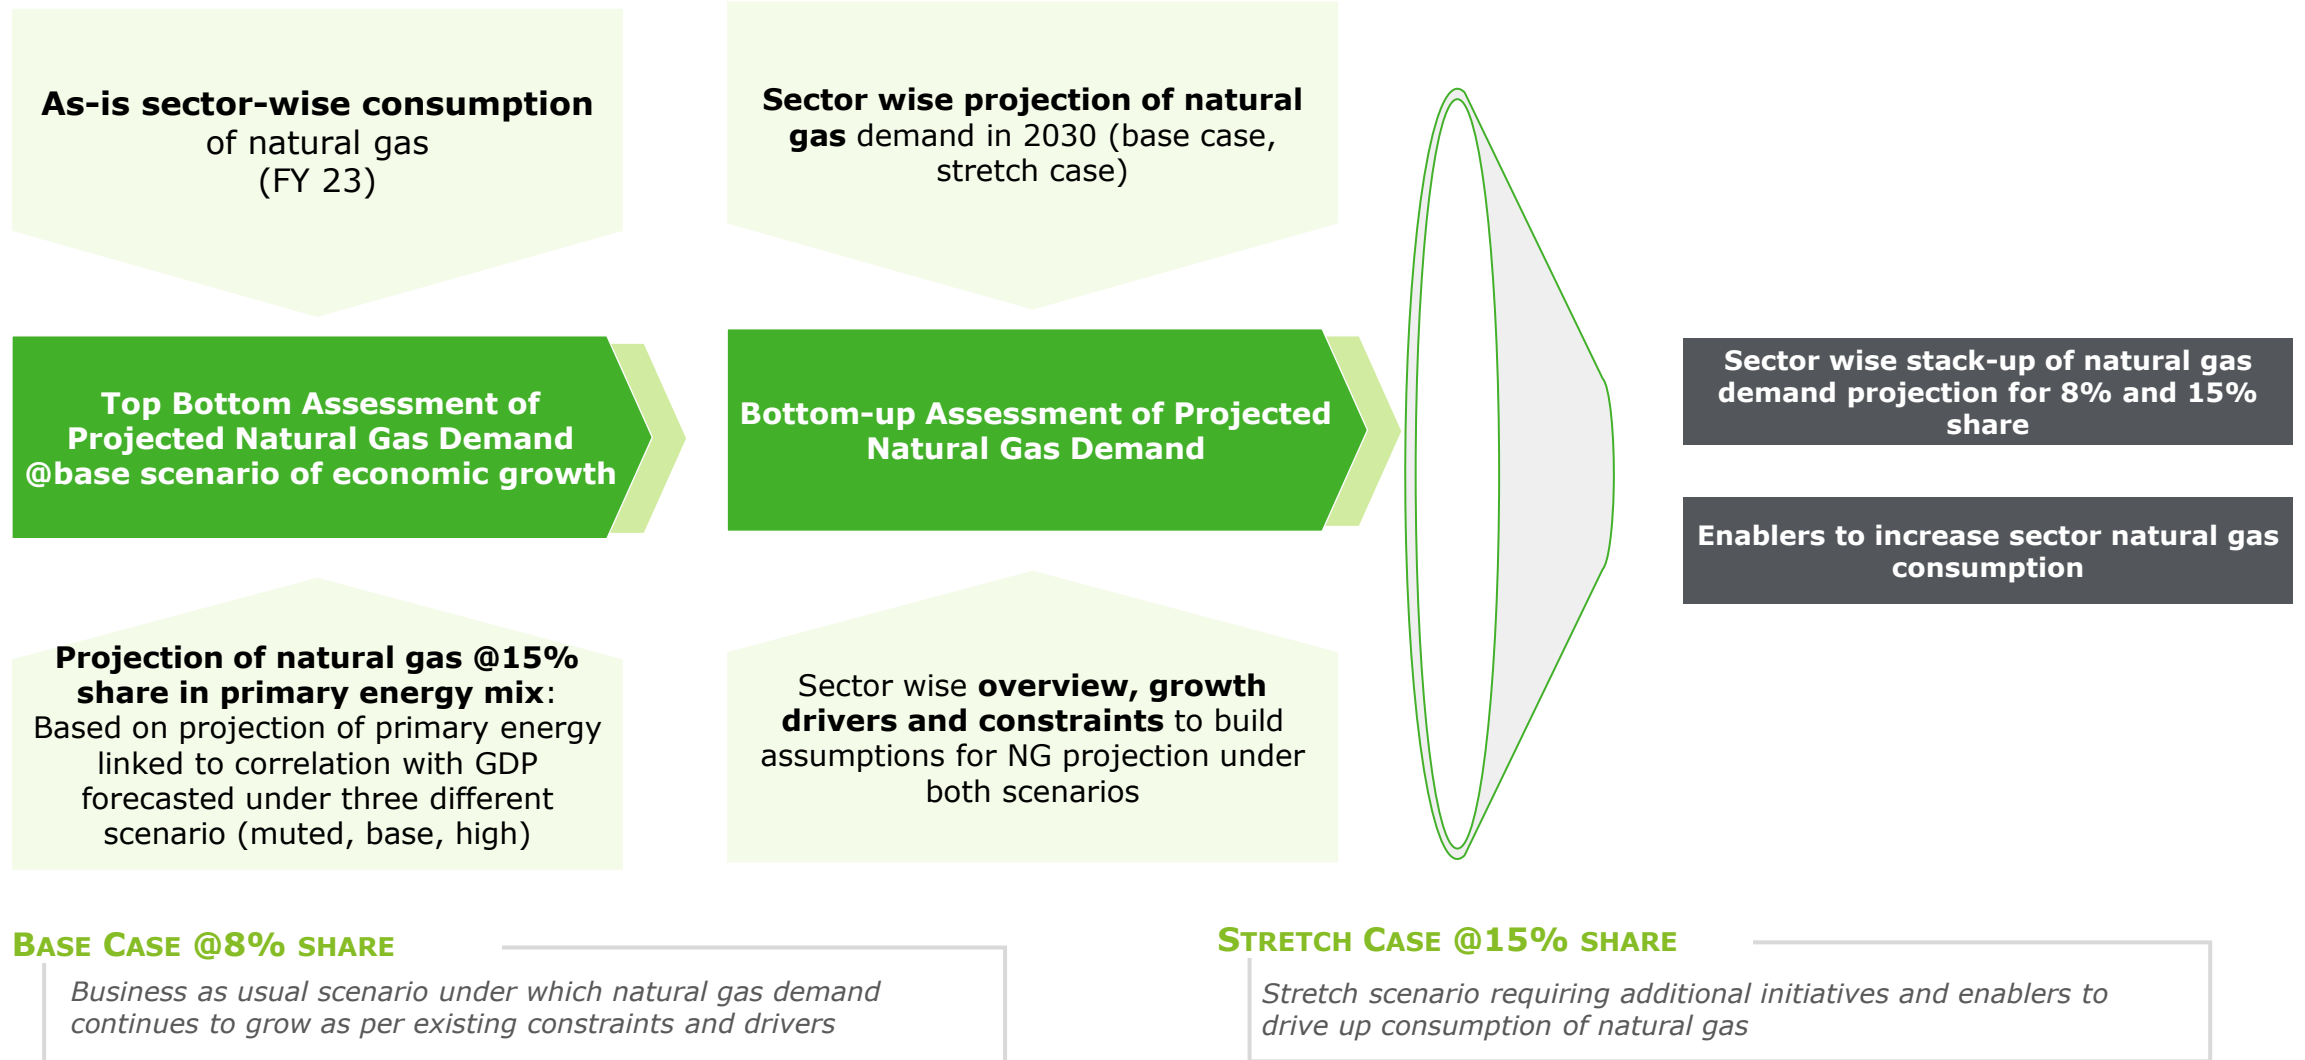 As-is sector-wise consumption
of natural gas
(FY 23)
Top Bottom Assessment of
Projected Natural Gas Demand
@base scenario of economic growth
Projection of natural gas @15%
share in primary energy mix:
Based on projection of primary energy
linked to correlation with GDP
forecasted under three different
scenario (muted, base, high)
Sector wise projection of natural
gas demand in 2030 (base case,
stretch case)
Bottom-up Assessment of Projected
Natural Gas Demand
Sector wise overview, growth
drivers and constraints to build
assumptions for NG projection under
both scenarios
Sector wise stack-up of natural gas
demand projection for 8% and 15%
share
Enablers to increase sector natural gas
consumption
BASE CASE @8% SHARE
Business as usual scenario under which natural gas demand
continues to grow as per existing constraints and drivers
STRETCH CASE @15% SHARE
Stretch scenario requiring additional initiatives and enablers to
drive up consumption of natural gas